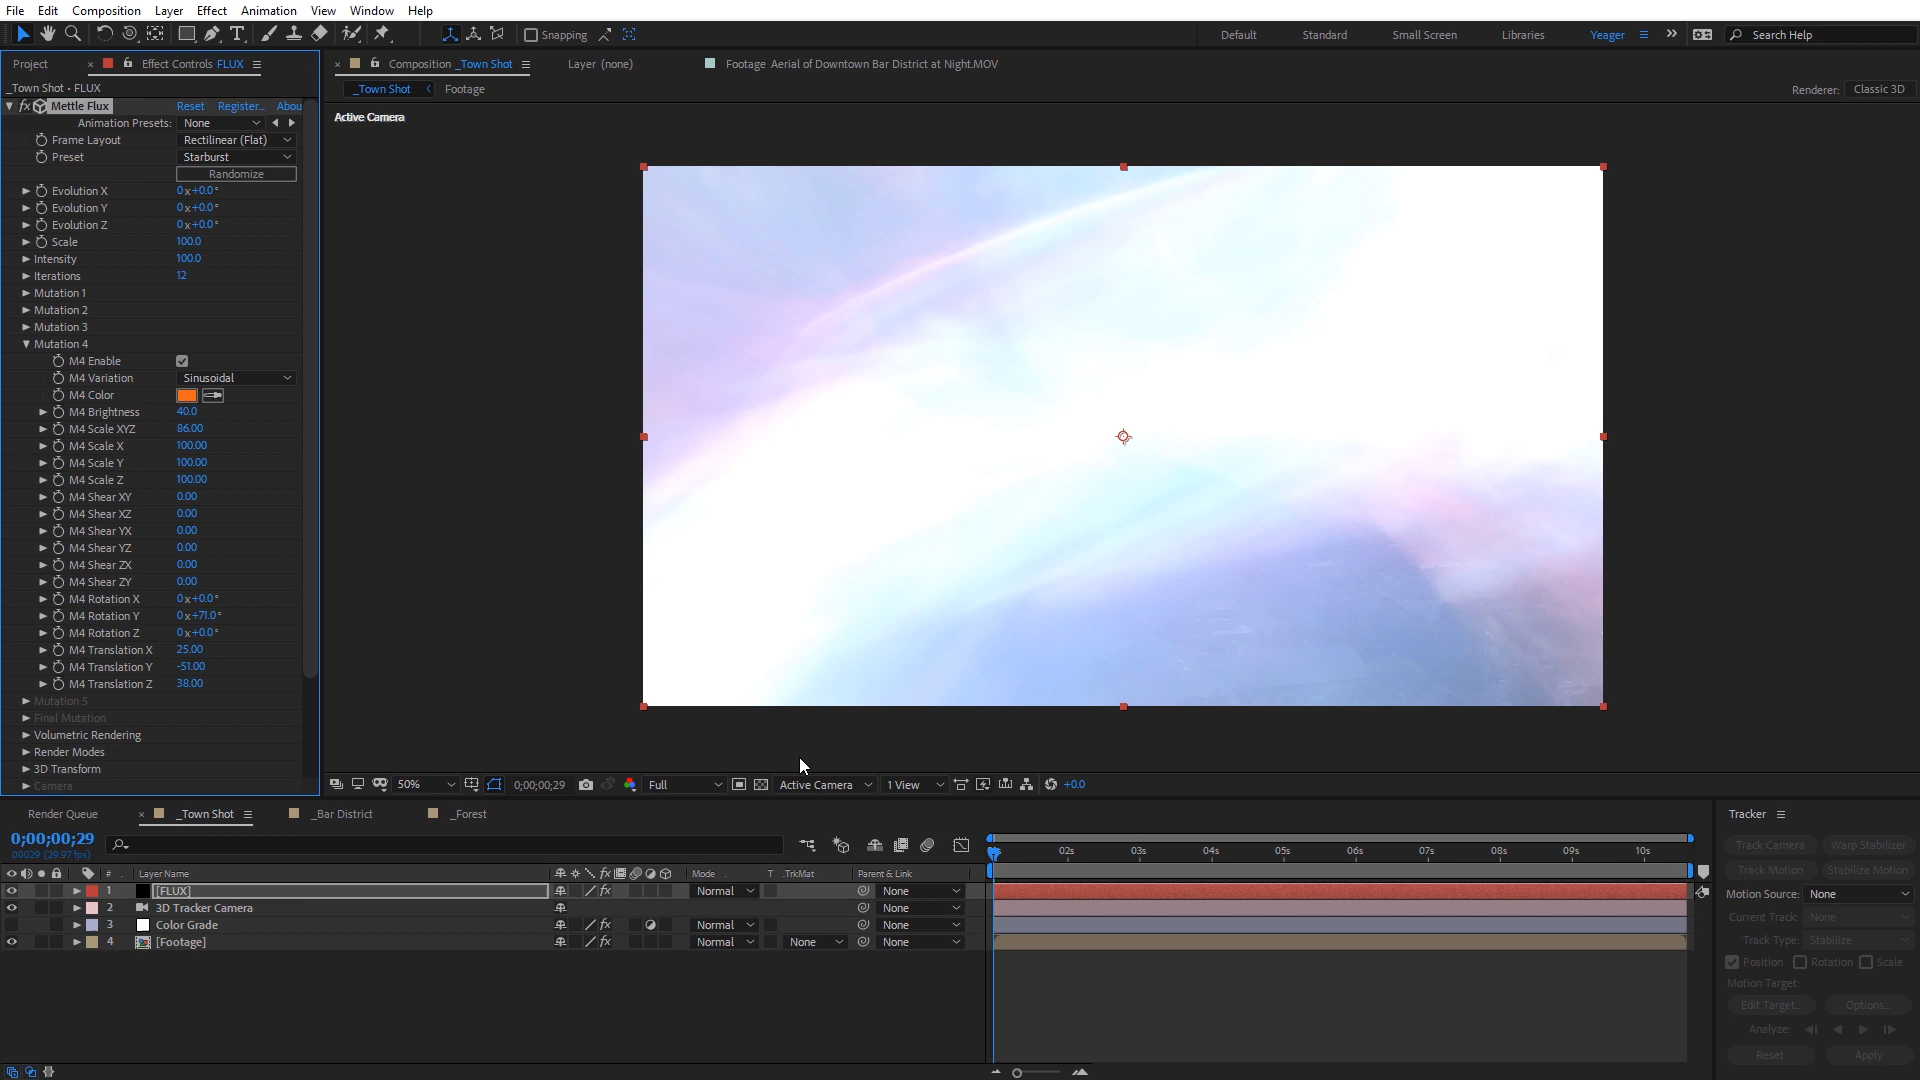 File Edit Composition Layer Effect Animation View Window Help
Snapping Default Standard Small Screen Libraries Yeager Search Help
Project × Effect Controls FLUX
× Composition _Town Shot Layer (none) Footage Aerial of Downtown Bar District at Night.MOV
_Town Shot • FLUX
_Town Shot Footage Renderer: Classic 3D
fx Mettle Flux Reset Register... Abou
Active Camera
Animation Presets: None
Frame Layout Rectilinear (Flat)
Preset Starburst
Randomize
Evolution X 0x+0.0°
Evolution Y 0x+0.0°
Evolution Z 0x+0.0°
Scale 100.0
Intensity 100.0
Iterations 12
Mutation 1
Mutation 2
Mutation 3
Mutation 4
M4 Enable
M4 Variation Sinusoidal
M4 Color
M4 Brightness 40.0
M4 Scale XYZ 86.00
M4 Scale X 100.00
M4 Scale Y 100.00
M4 Scale Z 100.00
M4 Shear XY 0.00
M4 Shear XZ 0.00
M4 Shear YX 0.00
M4 Shear YZ 0.00
M4 Shear ZX 0.00
M4 Shear ZY 0.00
M4 Rotation X 0x+0.0°
M4 Rotation Y 0x+71.0°
M4 Rotation Z 0x+0.0°
M4 Translation X 25.00
M4 Translation Y -51.00
M4 Translation Z 38.00
Mutation 5
Final Mutation
Volumetric Rendering
Render Modes
3D Transform
Camera
50% 0;00;00;29 Full Active Camera 1 View +0.0
Render Queue × _Town Shot _Bar District _Forest
0;00;00;29
00029 (29.97 fps)
02s 03s 04s 05s 06s 07s 08s 09s 10s
# Layer Name fx Mode T .TrkMat Parent & Link
1 [FLUX] fx Normal None
2 3D Tracker Camera None
3 Color Grade fx Normal None
4 [Footage] fx Normal None None
Tracker
Track Camera Warp Stabilizer
Track Motion Stabilize Motion
Motion Source: None
Current Track: None
Track Type: Stabilize
Position Rotation Scale
Motion Target:
Edit Target... Options...
Analyze:
Reset Apply